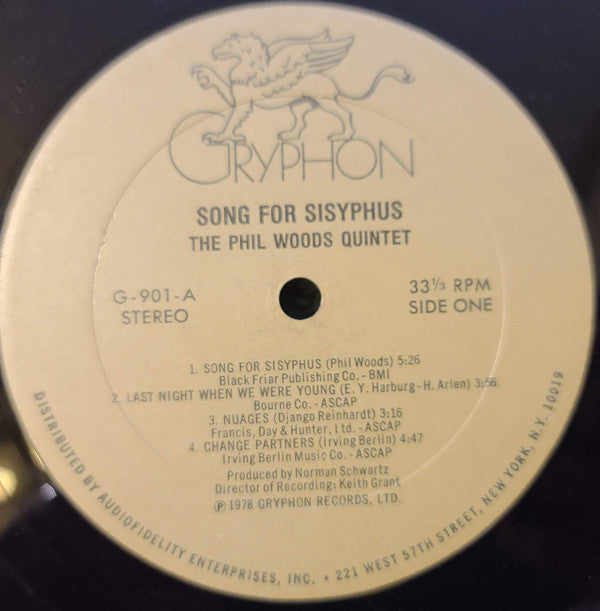 GRYPHON
SONG FOR SISYPHUS
THE PHIL WOODS QUINTET
G-901-A
STEREO
33⅓ RPM
SIDE ONE
1. SONG FOR SISYPHUS (Phil Woods) 5:26
Black Friar Publishing Co. - BMI
2. LAST NIGHT WHEN WE WERE YOUNG (E. Y. Harburg - H. Arlen) 3:56
Bourne Co. - ASCAP
3. NUAGES (Django Reinhardt) 3:16
Francis, Day & Hunter, Ltd. - ASCAP
4. CHANGE PARTNERS (Irving Berlin) 4:47
Irving Berlin Music Co. - ASCAP
Produced by Norman Schwartz
Director of Recording: Keith Grant
℗ 1978 GRYPHON RECORDS, LTD.
DISTRIBUTED BY AUDIOFIDELITY ENTERPRISES, INC. • 221 WEST 57TH STREET, NEW YORK, N.Y. 10019